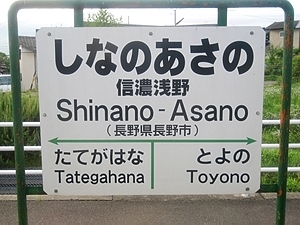 しなのあさの
信濃浅野
Shinano-Asano
(長野県長野市)
たてがはな とよの
Tategahana Toyono